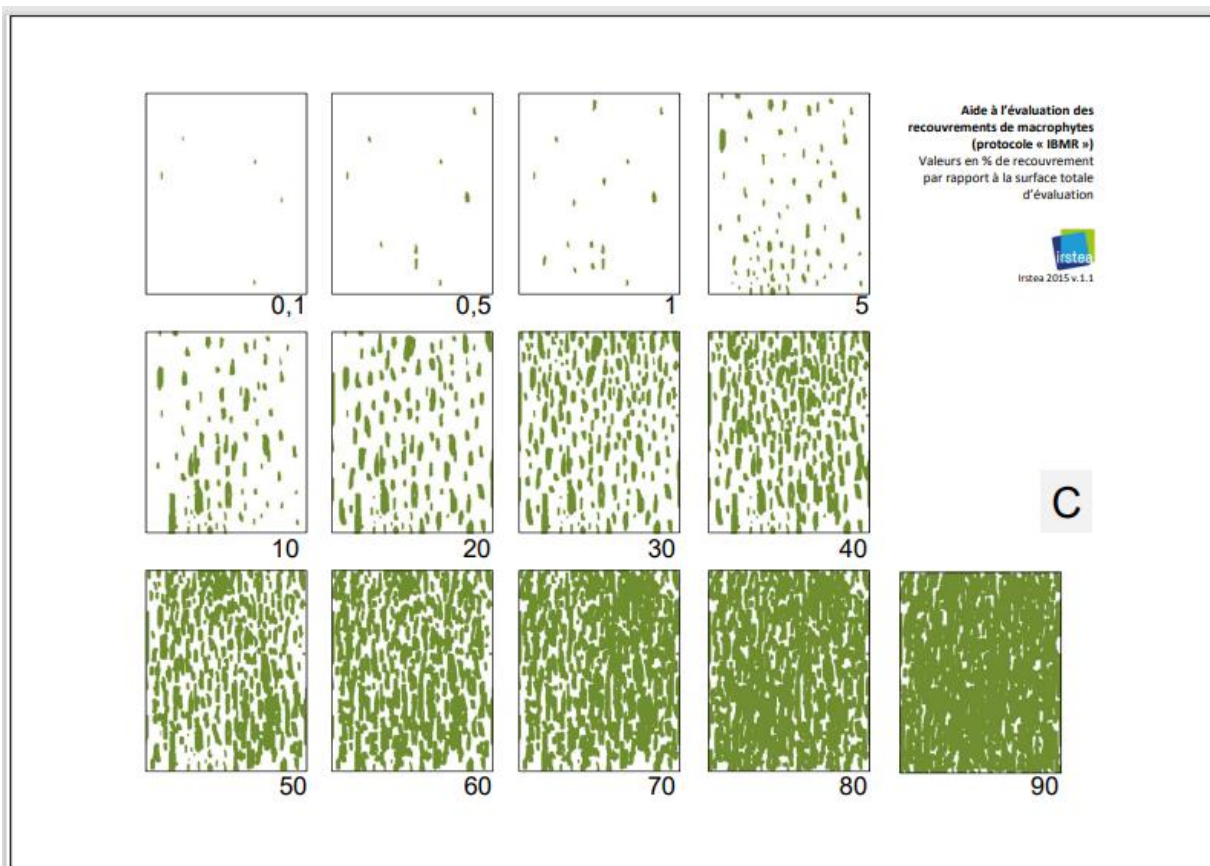 Aide à l'évaluation des
recouvrements de macrophytes
(protocole « IBMR »)
Valeurs en % de recouvrement
par rapport à la surface totale
d'évaluation
irstea
Irstea 2015 v.1.1
0,1
0,5
1
5
10
20
30
40
C
50
60
70
80
90